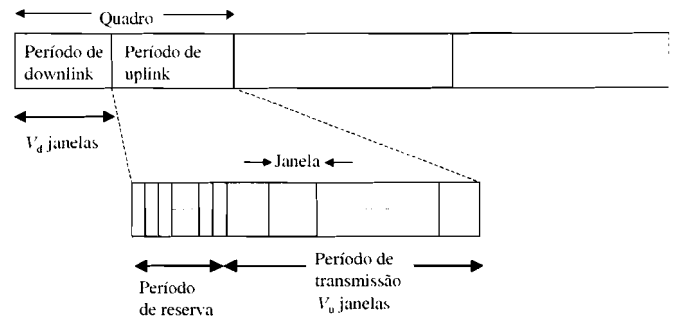 Quadro
Período de
downlink
Período de
uplink
V_d janelas
Janela
Período
de reserva
Período de
transmissão
V_u janelas